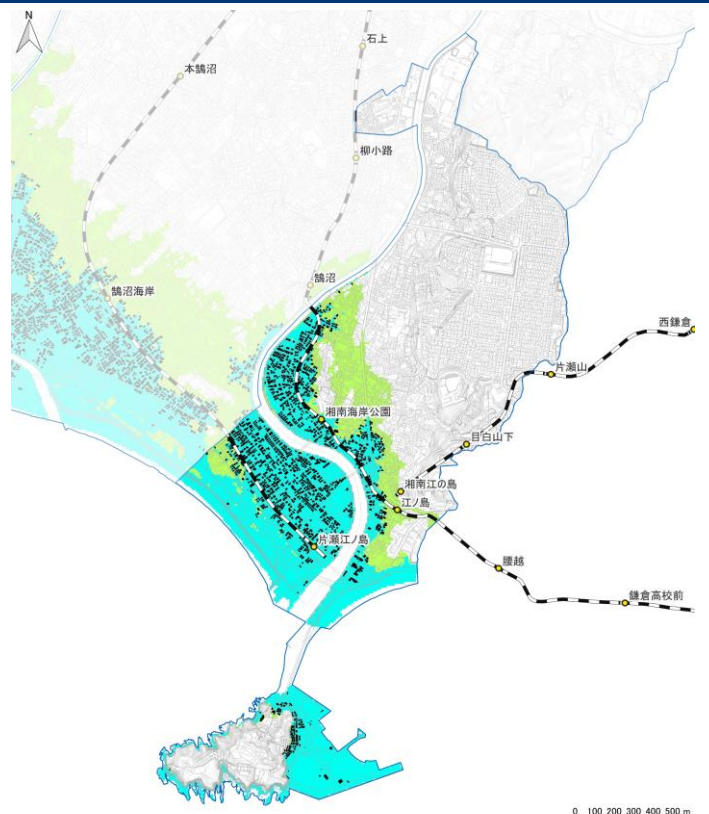 N
石上
本鵠沼
柳小路
鵠沼
鵠沼海岸
西鎌倉
片瀬山
湘南海岸公園
目白山下
湘南江の島
江ノ島
片瀬江ノ島
腰越
鎌倉高校前
0 100 200 300 400 500 m